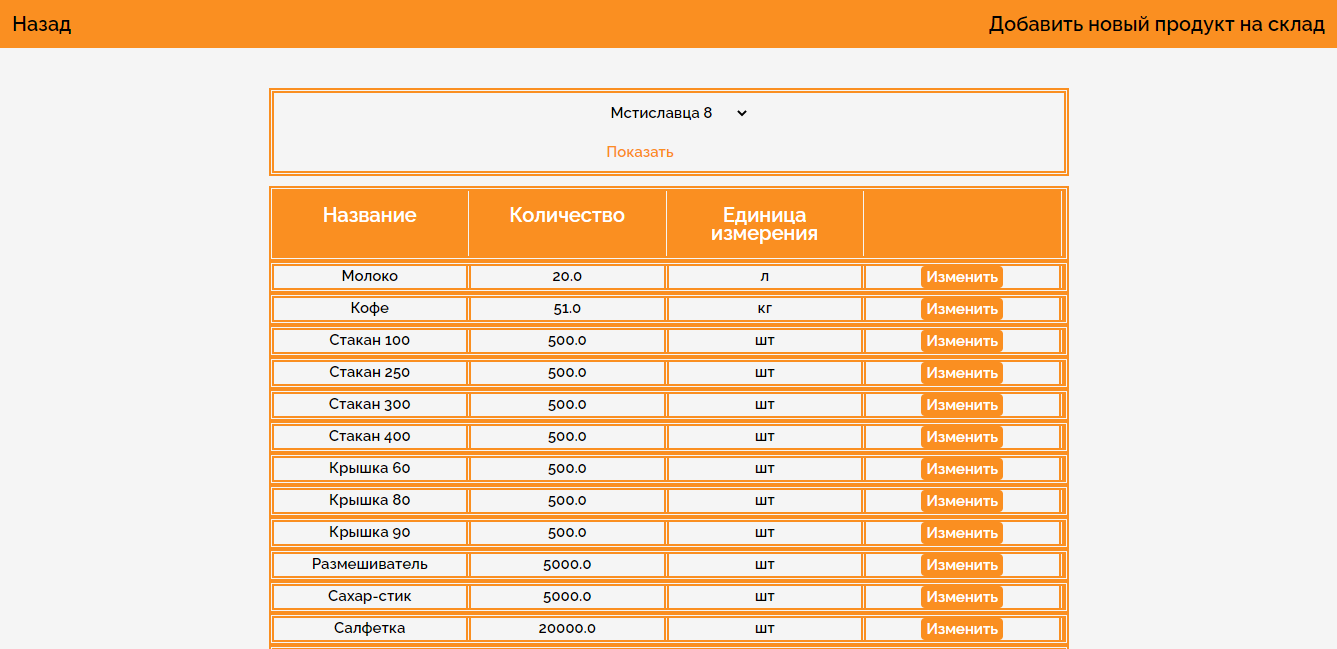 Назад Добавить новый продукт на склад
Мстиславца 8
Показать
Название Количество Единица
измерения
Молоко 20.0 л Изменить
Кофе 51.0 кг Изменить
Стакан 100 500.0 шт Изменить
Стакан 250 500.0 шт Изменить
Стакан 300 500.0 шт Изменить
Стакан 400 500.0 шт Изменить
Крышка 60 500.0 шт Изменить
Крышка 80 500.0 шт Изменить
Крышка 90 500.0 шт Изменить
Размешиватель 5000.0 шт Изменить
Сахар-стик 5000.0 шт Изменить
Салфетка 20000.0 шт Изменить